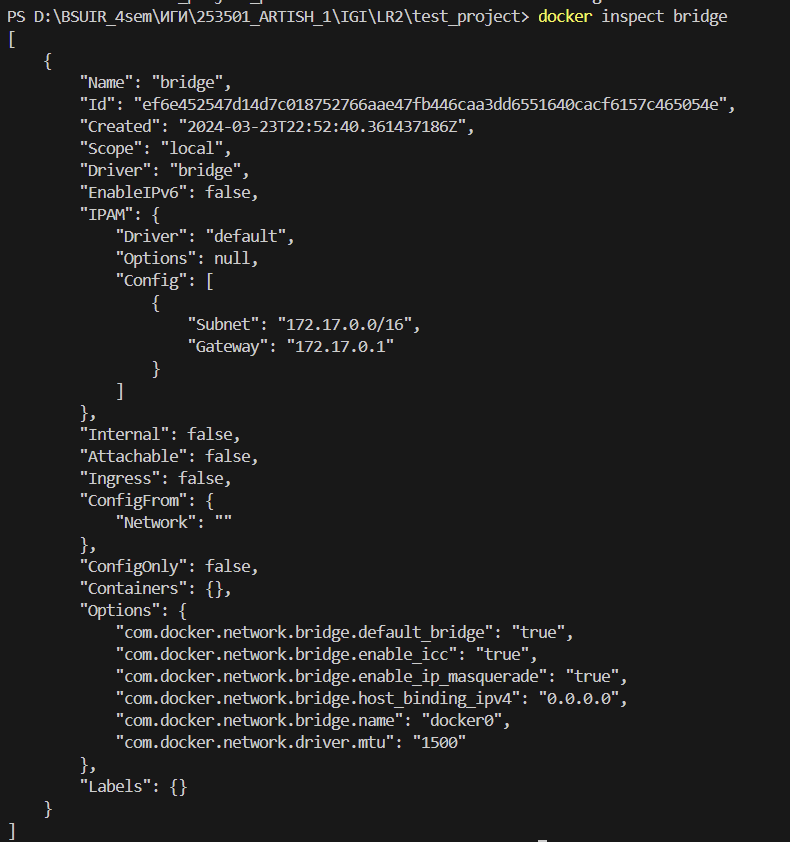 PS D:\BSUIR_4sem\ИГИ\253501_ARTISH_1\IGI\LR2\test_project> docker inspect bridge
[
    {
        "Name": "bridge",
        "Id": "ef6e452547d14d7c018752766aae47fb446caa3dd6551640cacf6157c465054e",
        "Created": "2024-03-23T22:52:40.361437186Z",
        "Scope": "local",
        "Driver": "bridge",
        "EnableIPv6": false,
        "IPAM": {
            "Driver": "default",
            "Options": null,
            "Config": [
                {
                    "Subnet": "172.17.0.0/16",
                    "Gateway": "172.17.0.1"
                }
            ]
        },
        "Internal": false,
        "Attachable": false,
        "Ingress": false,
        "ConfigFrom": {
            "Network": ""
        },
        "ConfigOnly": false,
        "Containers": {},
        "Options": {
            "com.docker.network.bridge.default_bridge": "true",
            "com.docker.network.bridge.enable_icc": "true",
            "com.docker.network.bridge.enable_ip_masquerade": "true",
            "com.docker.network.bridge.host_binding_ipv4": "0.0.0.0",
            "com.docker.network.bridge.name": "docker0",
            "com.docker.network.driver.mtu": "1500"
        },
        "Labels": {}
    }
]